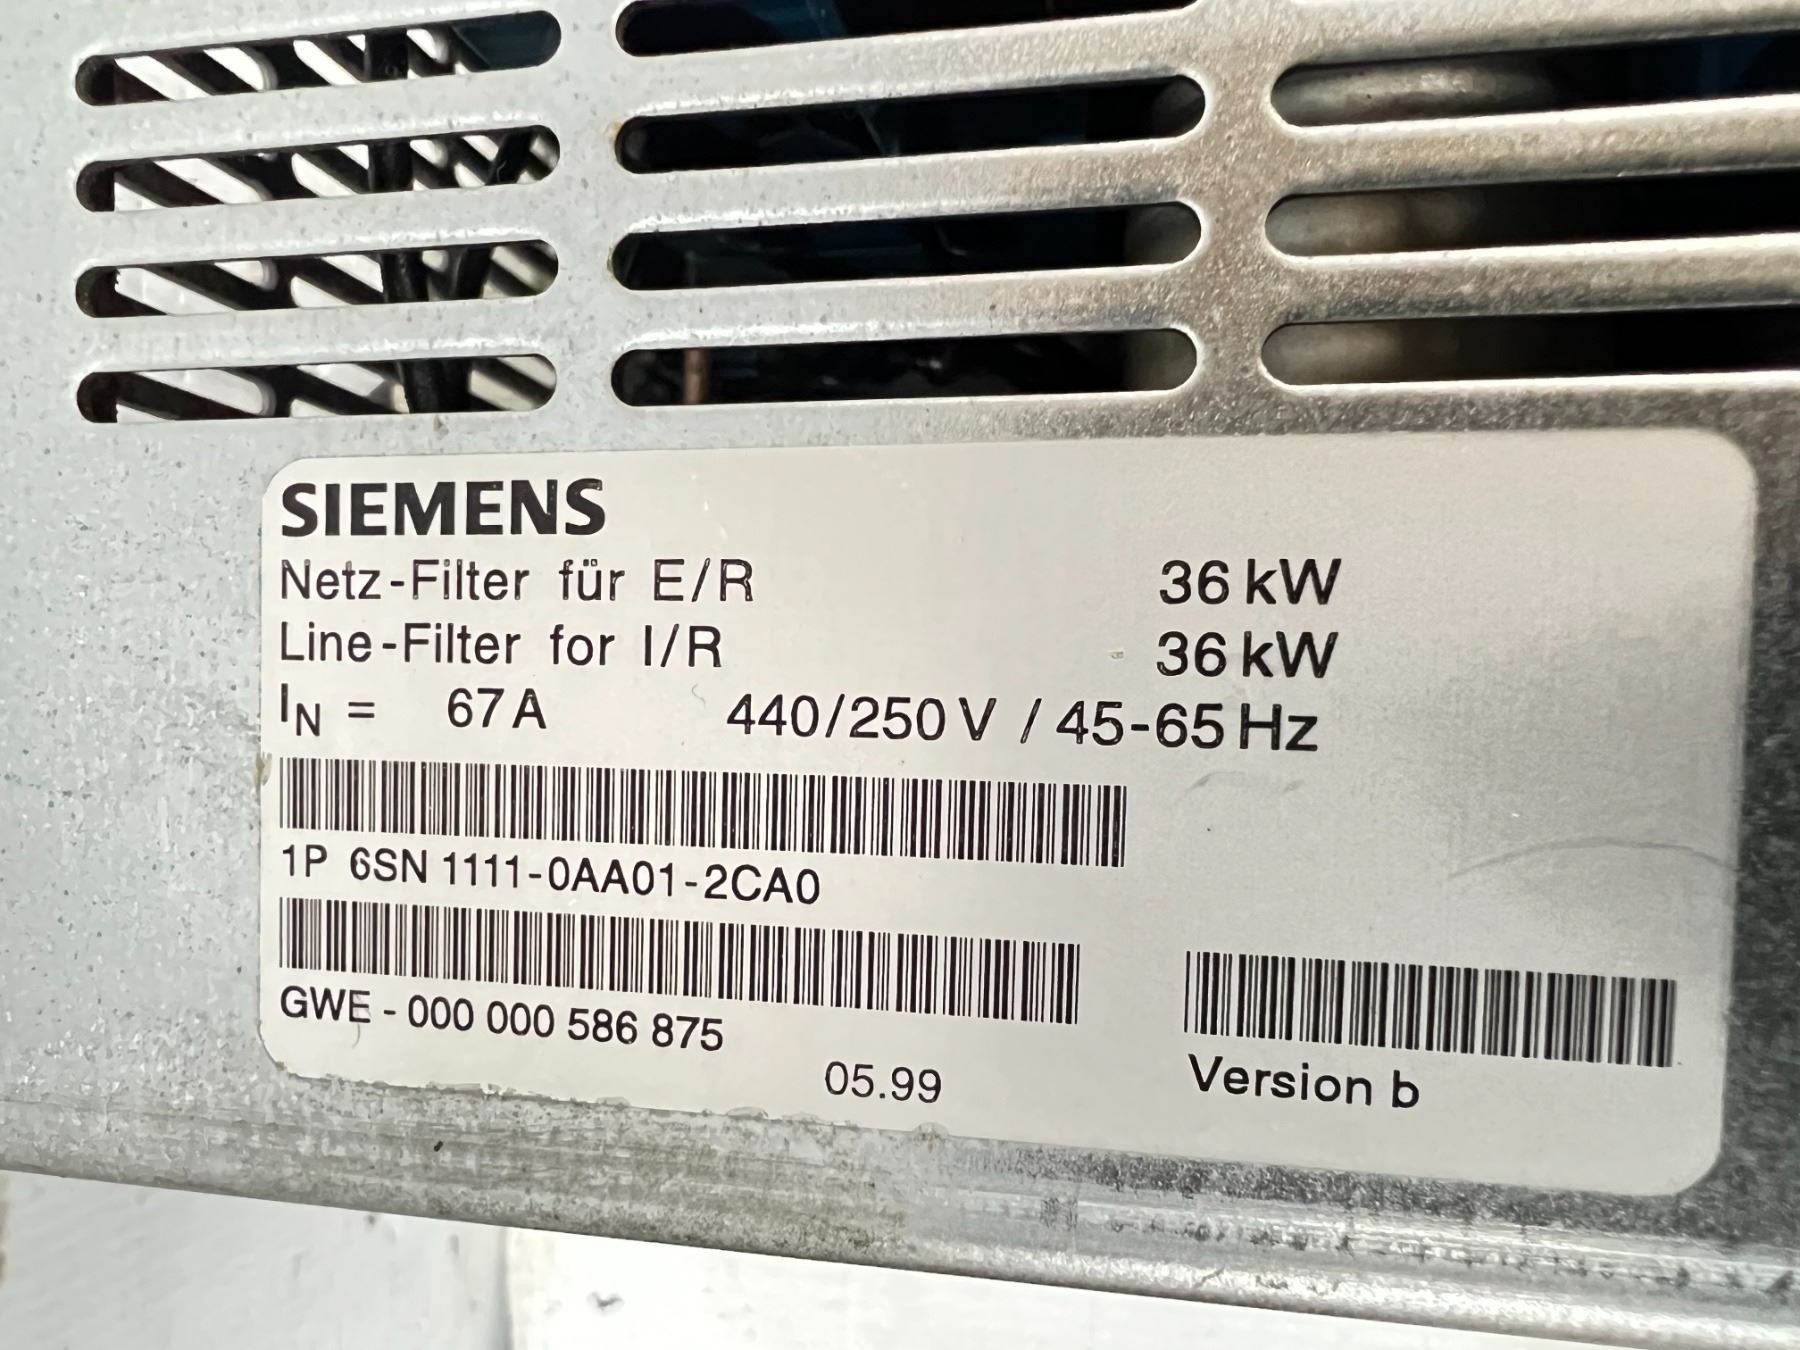 SIEMENS
Netz-Filter für E/R 36 kW
Line-Filter for I/R 36 kW
IN = 67 A 440/250 V / 45-65 Hz
1P 6SN 1111-0AA01-2CA0
GWE - 000 000 586 875
05.99
Version b